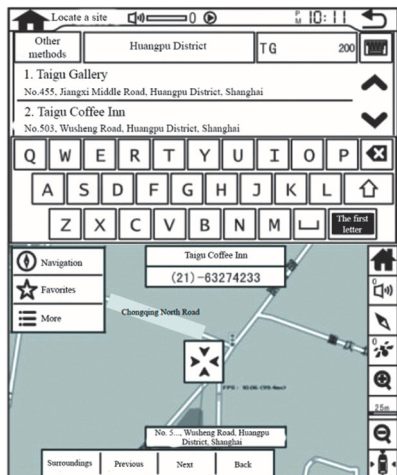 Locate a site 0 PM 10:11
Other methods
Huangpu District
TG 200
1. Taigu Gallery
No.455, Jiangxi Middle Road, Huangpu District, Shanghai
2. Taigu Coffee Inn
No.503, Wusheng Road, Huangpu District, Shanghai
Q W E R T Y U I O P
A S D F G H J K L
Z X C V B N M
The first
letter
Navigation
Favorites
More
Taigu Coffee Inn
(21)-63274233
Chongqing North Road
0
0
25m
No. 5..., Wusheng Road, Huangpu
District, Shanghai
Surroundings Previous Next Back